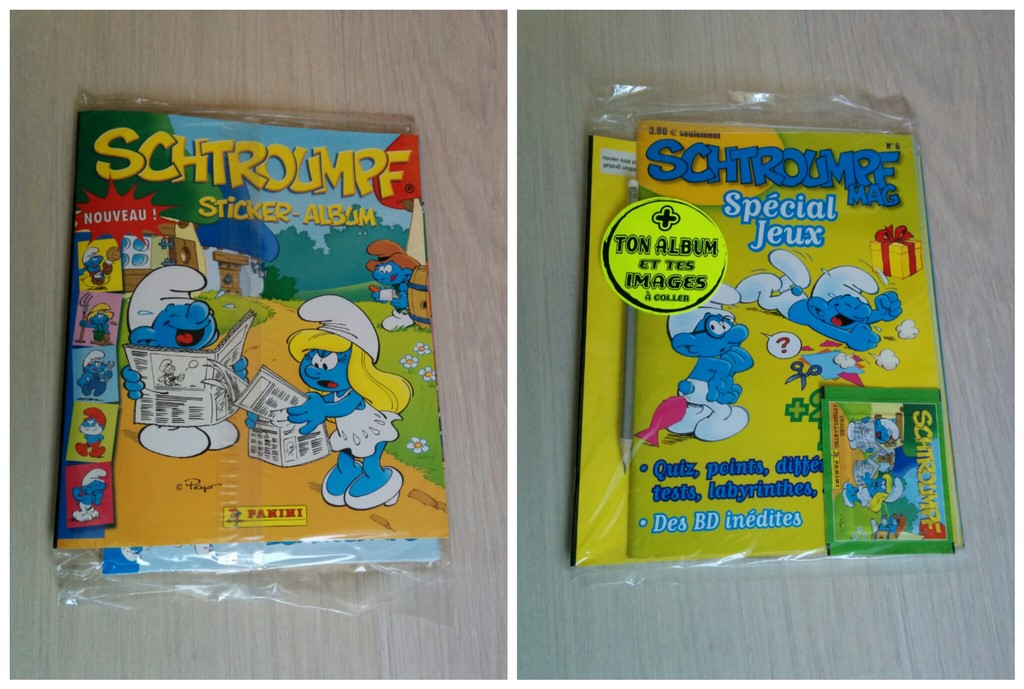 SCHTROUMPF®
STICKER-ALBUM
NOUVEAU !
© Peyo
PANINI
3.80 € seulement
N° 6
SCHTROUMPF
MAG
Spécial
Jeux
+
TON ALBUM
ET TES
IMAGES
À COLLER
?
• Quiz, points, différ
tests, labyrinthes,
• Des BD inédites
SCHTROUMPF
PANINI